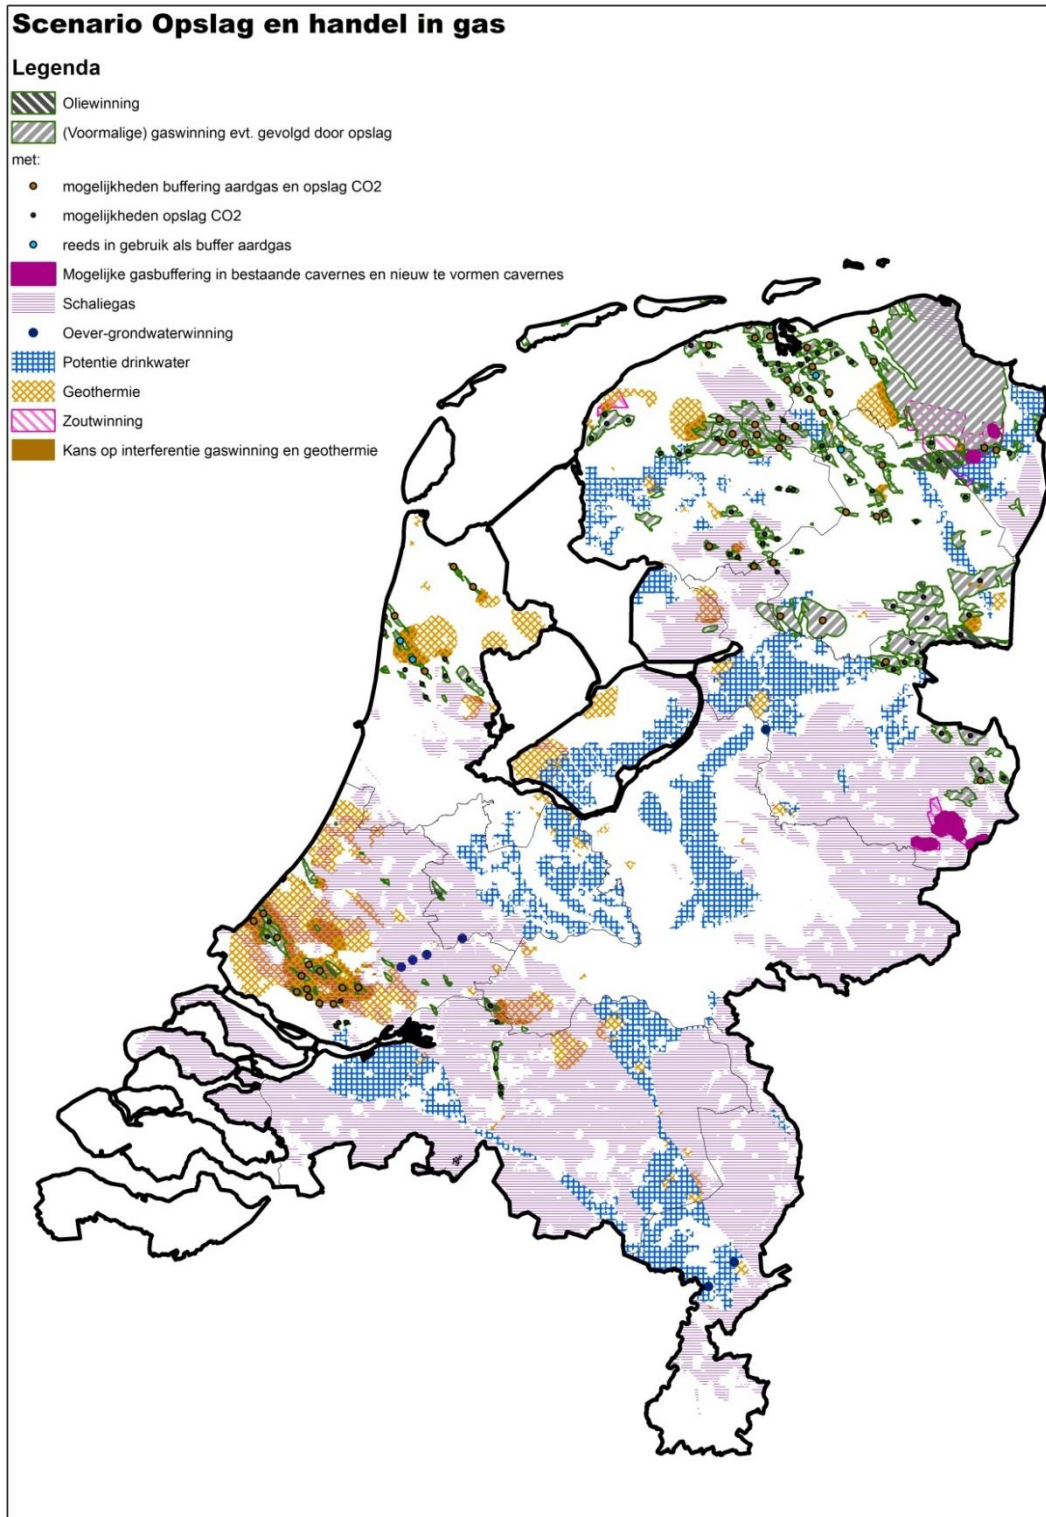 Scenario Opslag en handel in gas
Legenda
Oliewinning
(Voormalige) gaswinning evt. gevolgd door opslag
met:
mogelijkheden buffering aardgas en opslag CO2
mogelijkheden opslag CO2
reeds in gebruik als buffer aardgas
Mogelijke gasbuffering in bestaande cavernes en nieuw te vormen cavernes
Schaliegas
Oever-grondwaterwinning
Potentie drinkwater
Geothermie
Zoutwinning
Kans op interferentie gaswinning en geothermie